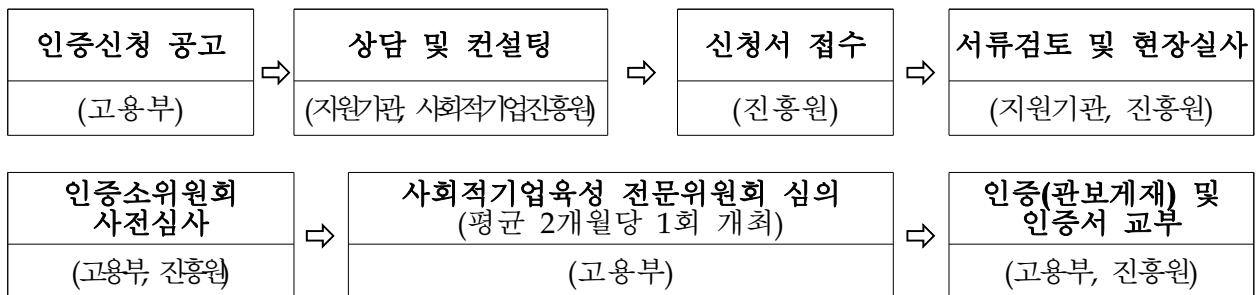 인증신청 공고 ⇨ 상담 및 컨설팅 ⇨ 신청서 접수 ⇨ 서류검토 및 현장실사
(고용부) (지원기관, 사회적기업진흥원) (진흥원) (지원기관, 진흥원)
인증소위원회
사전심사
(고용부, 진흥원)
⇨
사회적기업육성 전문위원회 심의
(평균 2개월당 1회 개최)
(고용부)
⇨
인증(관보게재) 및
인증서 교부
(고용부, 진흥원)